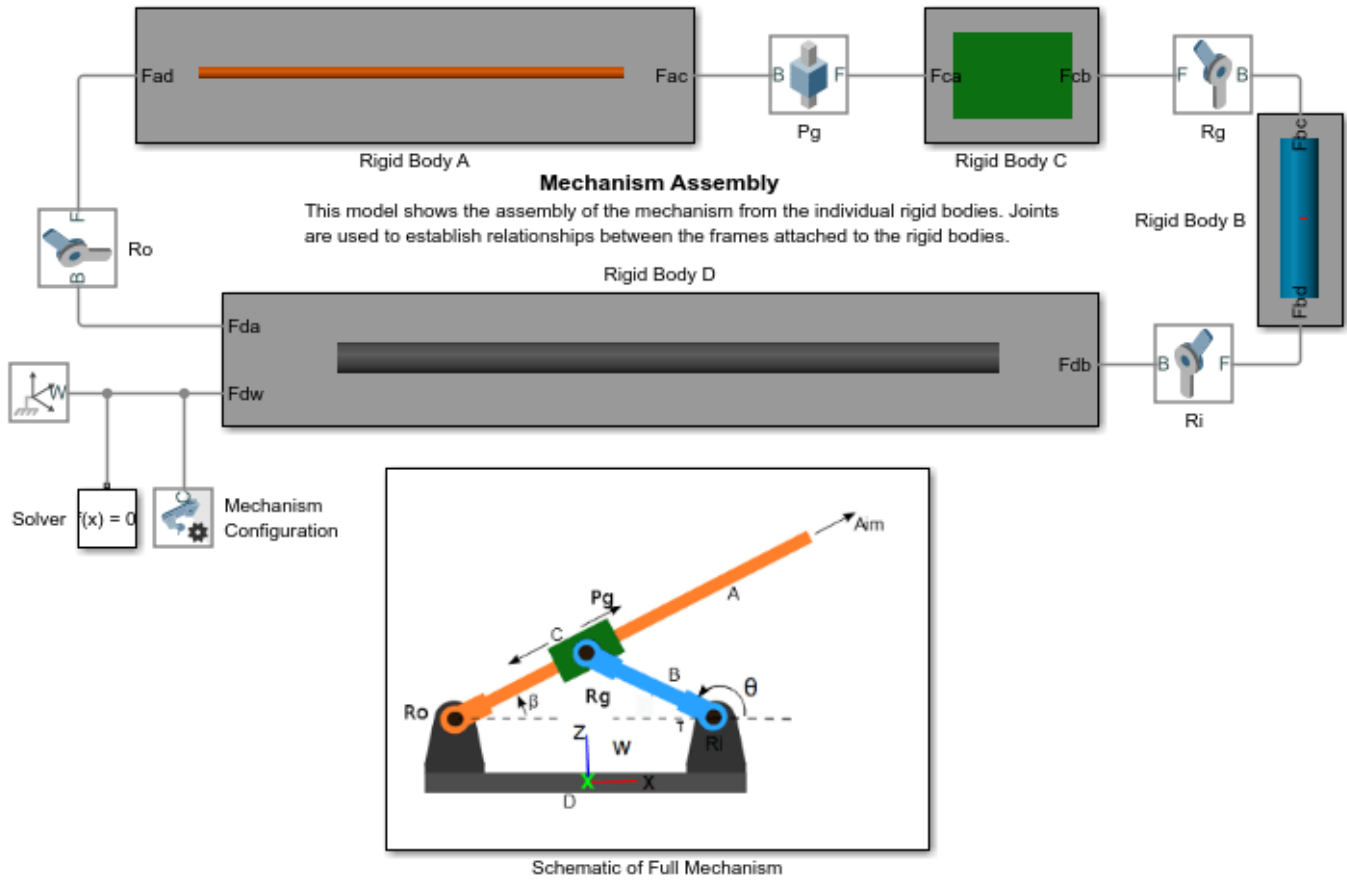 Fad
Fac
B
F
Pg
Fca
Fcb
F
B
Rg
Rigid Body A
Rigid Body C
Fbc
Mechanism Assembly
This model shows the assembly of the mechanism from the individual rigid bodies. Joints
are used to establish relationships between the frames attached to the rigid bodies.
Rigid Body B
F
Ro
B
Rigid Body D
Fbd
Fda
Fdb
B
F
Ri
W
Fdw
Solver
f(x) = 0
C
Mechanism
Configuration
Aim
A
Pg
C
B
Rg
β
θ
Ro
Ri
Z
W
X
X
D
Schematic of Full Mechanism